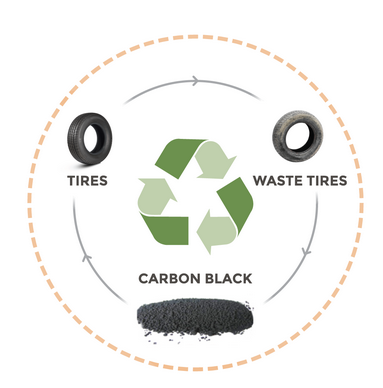 TIRES
WASTE TIRES
CARBON BLACK